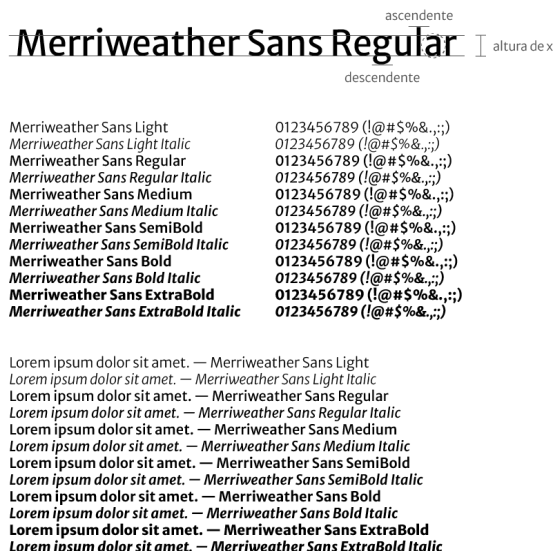 ascendente
Merriweather Sans Regular
altura de x
descendente
Merriweather Sans Light 0123456789 (!@#$%&.,:;)
Merriweather Sans Light Italic 0123456789 (!@#$%&.,:;)
Merriweather Sans Regular 0123456789 (!@#$%&.,:;)
Merriweather Sans Regular Italic 0123456789 (!@#$%&.,:;)
Merriweather Sans Medium 0123456789 (!@#$%&.,:;)
Merriweather Sans Medium Italic 0123456789 (!@#$%&.,:;)
Merriweather Sans SemiBold 0123456789 (!@#$%&.,:;)
Merriweather Sans SemiBold Italic 0123456789 (!@#$%&.,:;)
Merriweather Sans Bold 0123456789 (!@#$%&.,:;)
Merriweather Sans Bold Italic 0123456789 (!@#$%&.,:;)
Merriweather Sans ExtraBold 0123456789 (!@#$%&.,:;)
Merriweather Sans ExtraBold Italic 0123456789 (!@#$%&.,:;)
Lorem ipsum dolor sit amet. — Merriweather Sans Light
Lorem ipsum dolor sit amet. — Merriweather Sans Light Italic
Lorem ipsum dolor sit amet. — Merriweather Sans Regular
Lorem ipsum dolor sit amet. — Merriweather Sans Regular Italic
Lorem ipsum dolor sit amet. — Merriweather Sans Medium
Lorem ipsum dolor sit amet. — Merriweather Sans Medium Italic
Lorem ipsum dolor sit amet. — Merriweather Sans SemiBold
Lorem ipsum dolor sit amet. — Merriweather Sans SemiBold Italic
Lorem ipsum dolor sit amet. — Merriweather Sans Bold
Lorem ipsum dolor sit amet. — Merriweather Sans Bold Italic
Lorem ipsum dolor sit amet. — Merriweather Sans ExtraBold
Lorem ipsum dolor sit amet. — Merriweather Sans ExtraBold Italic